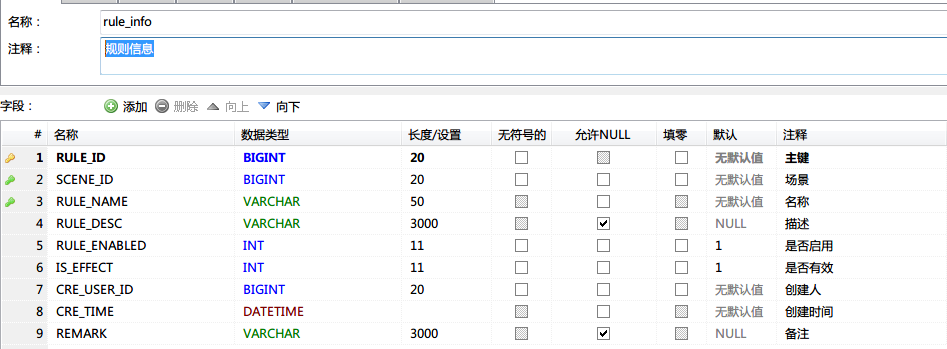 名称： rule_info
注释： 规则信息
字段： 添加 删除 向上 向下
# 名称 数据类型 长度/设置 无符号的 允许NULL 填零 默认 注释
1 RULE_ID BIGINT 20 无默认值 主键
2 SCENE_ID BIGINT 20 无默认值 场景
3 RULE_NAME VARCHAR 50 无默认值 名称
4 RULE_DESC VARCHAR 3000 NULL 描述
5 RULE_ENABLED INT 11 1 是否启用
6 IS_EFFECT INT 11 1 是否有效
7 CRE_USER_ID BIGINT 20 无默认值 创建人
8 CRE_TIME DATETIME 无默认值 创建时间
9 REMARK VARCHAR 3000 NULL 备注